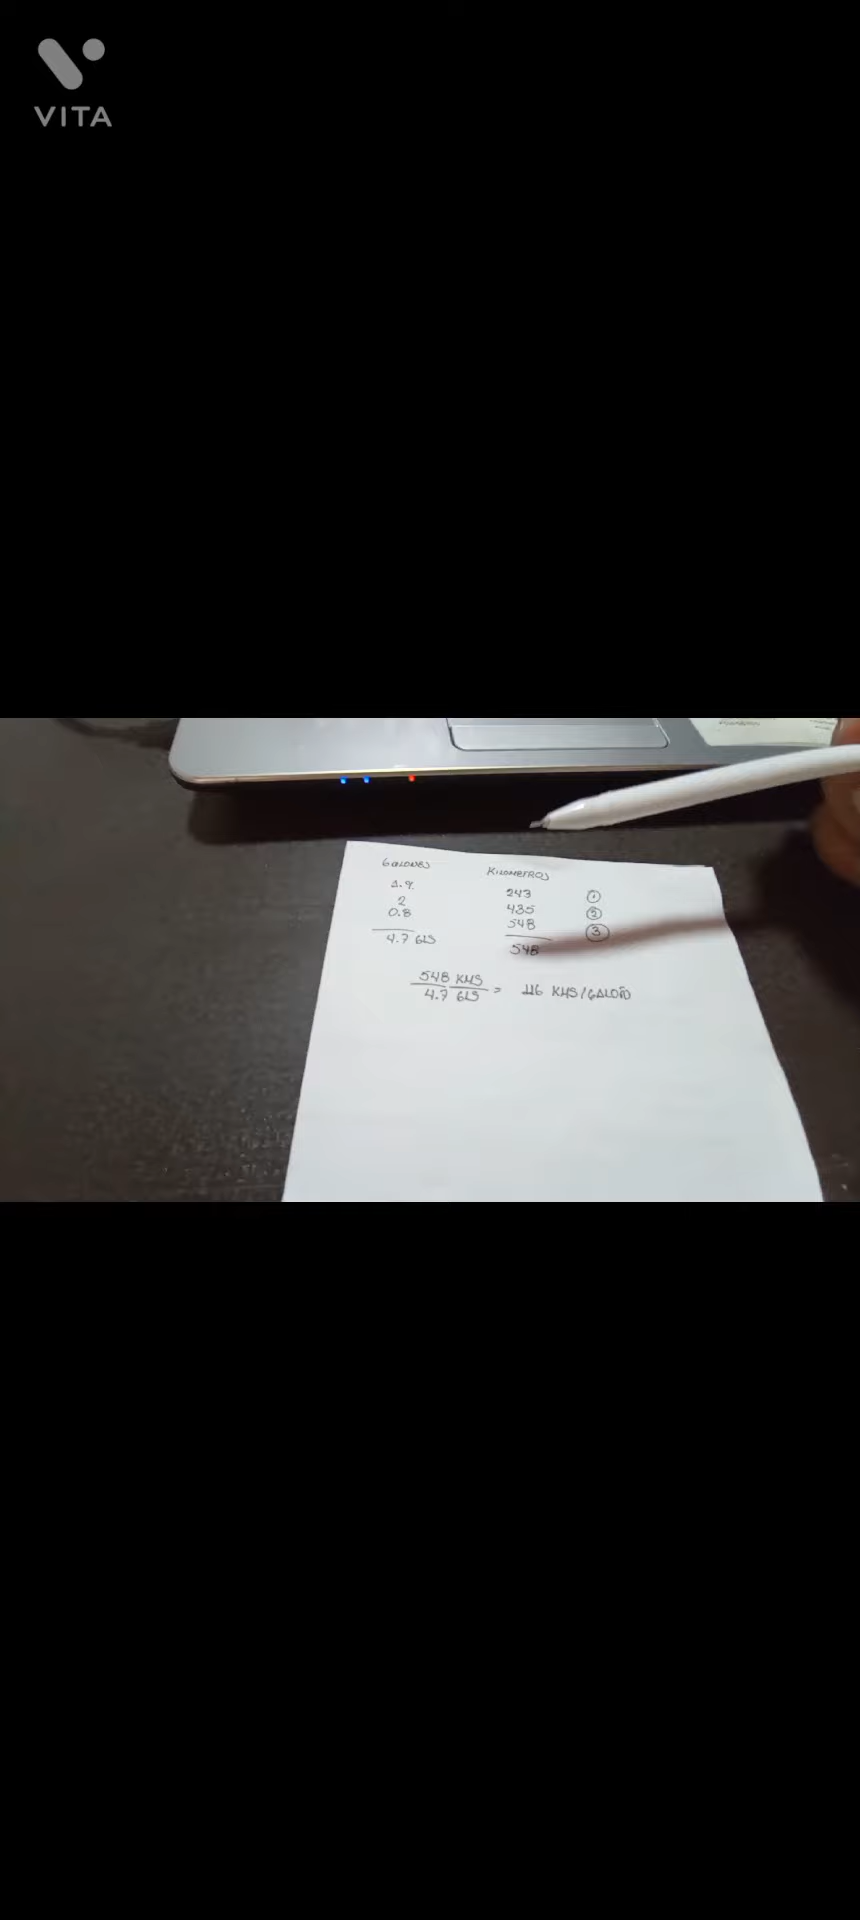 VITA
GALONES KILOMETROS
1.9 243 1
2 435 2
0.8 548 3
4.7 GLS 548
548 KMS
4.7 GLS = 116 KMS/GALON